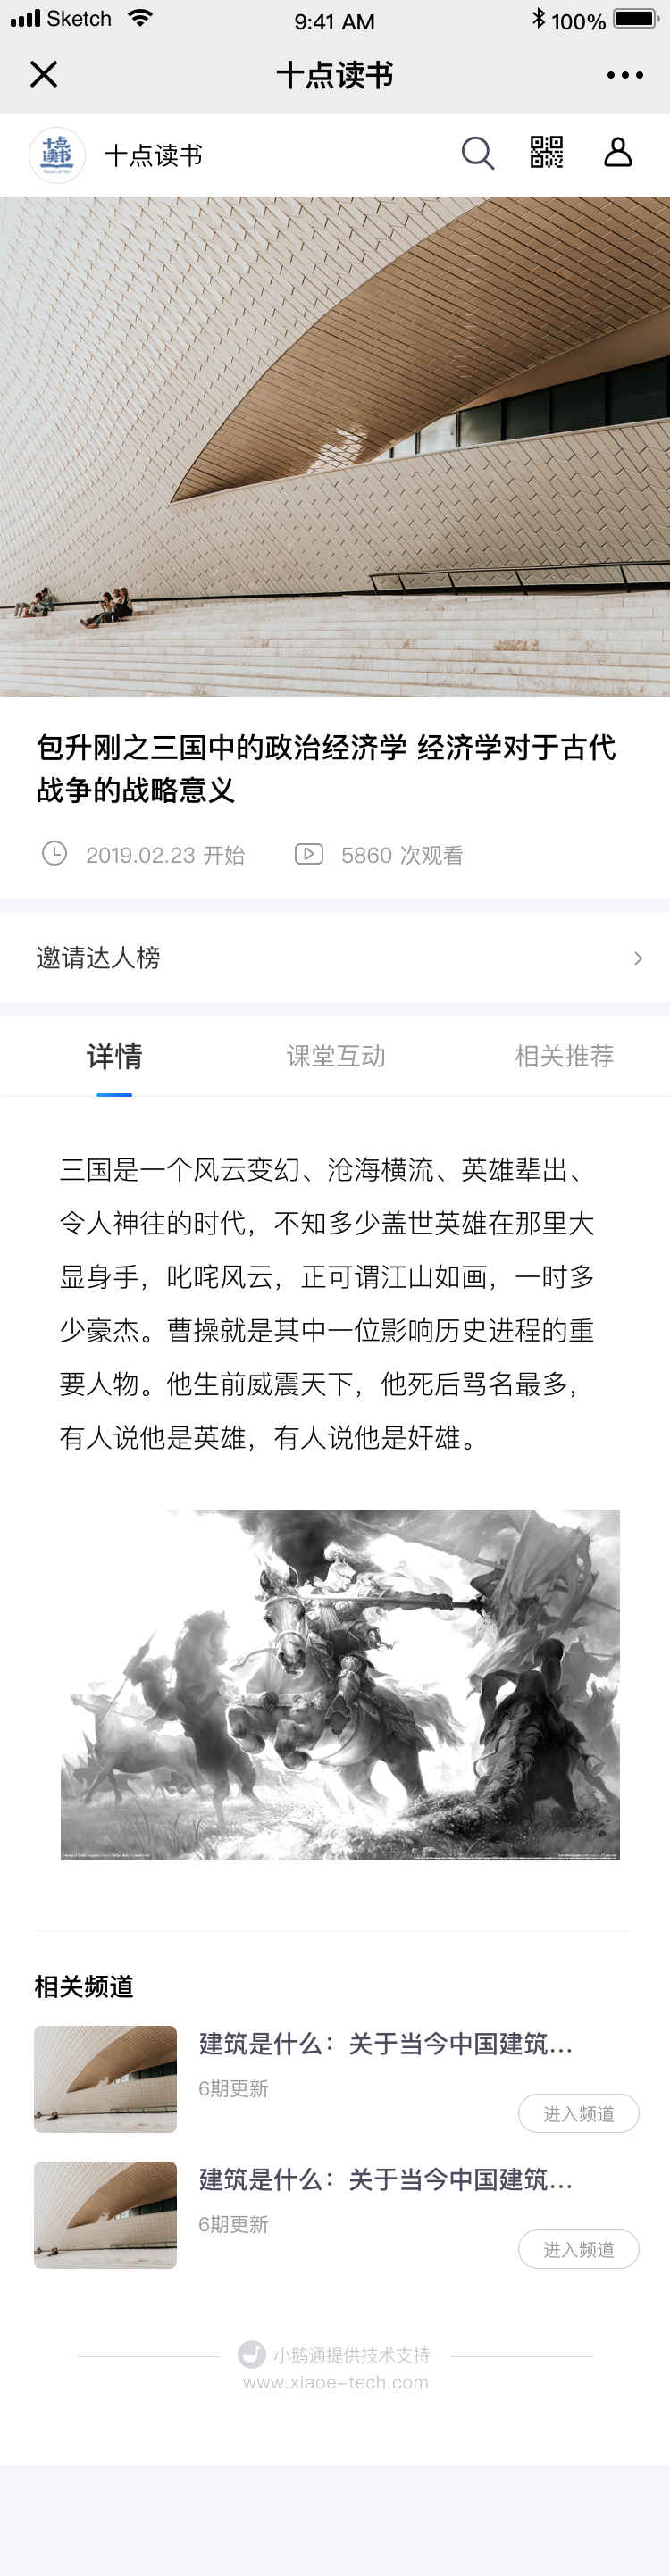 Sketch 9:41 AM 100%
十点读书
十点读书
包升刚之三国中的政治经济学 经济学对于古代
战争的战略意义
2019.02.23 开始 5860 次观看
邀请达人榜
详情 课堂互动 相关推荐
三国是一个风云变幻、沧海横流、英雄辈出、
令人神往的时代，不知多少盖世英雄在那里大
显身手，叱咤风云，正可谓江山如画，一时多
少豪杰。曹操就是其中一位影响历史进程的重
要人物。他生前威震天下，他死后骂名最多，
有人说他是英雄，有人说他是奸雄。
相关频道
建筑是什么：关于当今中国建筑...
6期更新
进入频道
建筑是什么：关于当今中国建筑...
6期更新
进入频道
小鹅通提供技术支持
www.xiaoe-tech.com